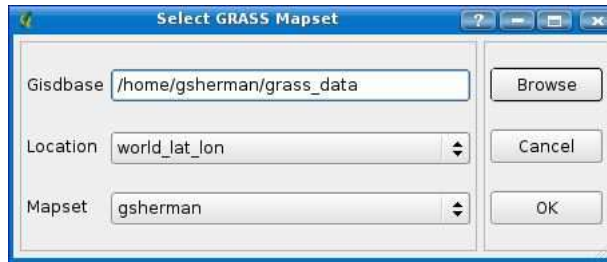 Select GRASS Mapset
?
Gisdbase /home/gsherman/grass_data Browse
Location world_lat_lon Cancel
Mapset gsherman OK